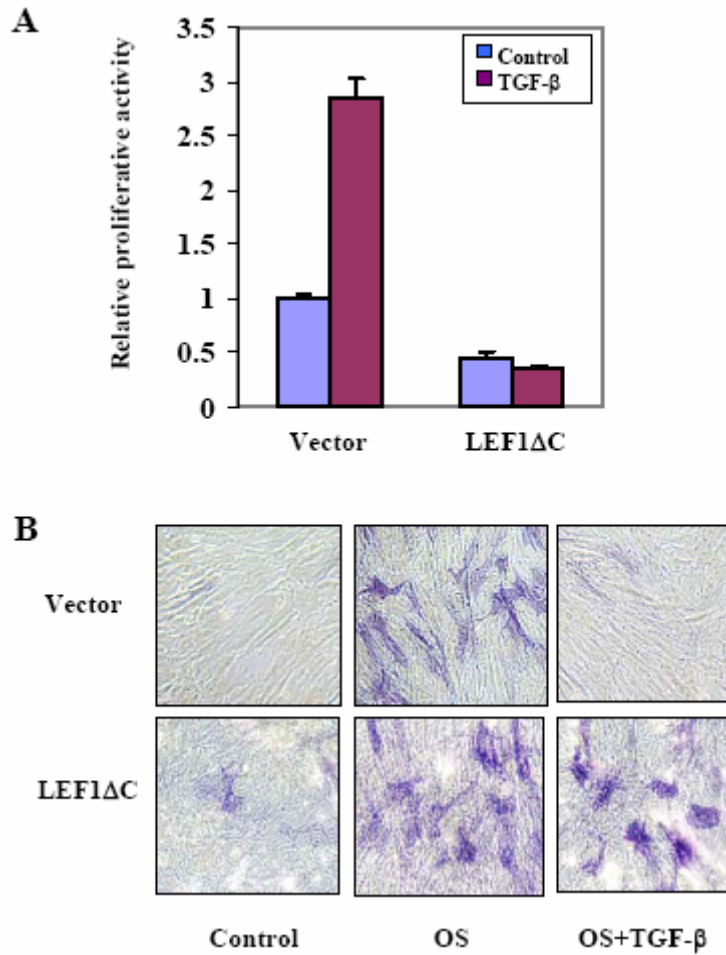 A
Relative proliferative activity
3.5
3
2.5
2
1.5
1
0.5
0
Control
TGF-β
Vector
LEF1ΔC
B
Vector
LEF1ΔC
Control
OS
OS+TGF-β